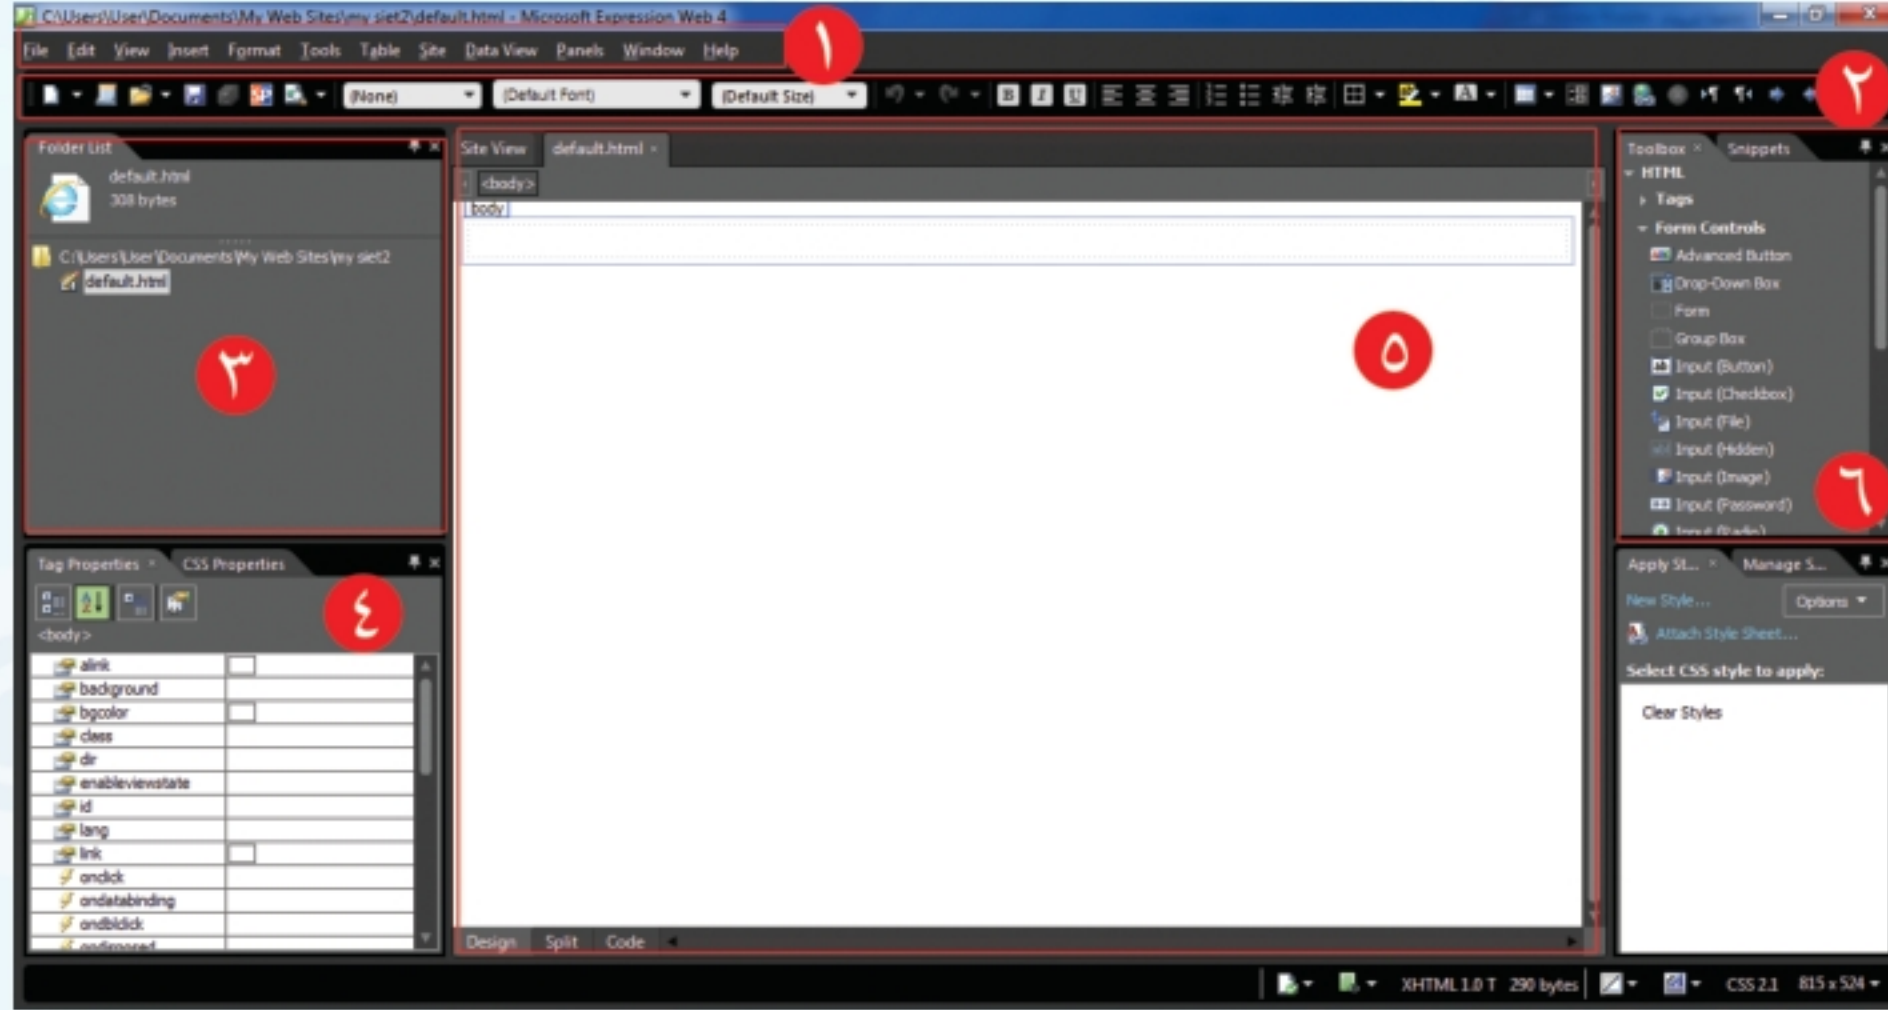 C:\Users\User\Documents\My Web Sites\my siet2\default.html - Microsoft Expression Web 4
File Edit View Insert Format Tools Table Site Data View Panels Window Help
١
(None) (Default Font) (Default Size) B I U A
٢
Folder List
default.html
308 bytes
C:\Users\User\Documents\My Web Sites\my siet2
default.html
٣
Tag Properties CSS Properties
٤
<body>
alink
background
bgcolor
class
dir
enableviewstate
id
lang
link
onclick
ondatabinding
ondblclick
ondisposed
Site View default.html
<body>
body
٥
Design Split Code
Toolbox Snippets
HTML
Tags
Form Controls
Advanced Button
Drop-Down Box
Form
Group Box
Input (Button)
Input (Checkbox)
Input (File)
Input (Hidden)
Input (Image)
Input (Password)
Input (Radio)
٦
Apply St... Manage S...
New Style... Options
Attach Style Sheet...
Select CSS style to apply:
Clear Styles
XHTML 1.0 T 290 bytes CSS 2.1 815 x 524